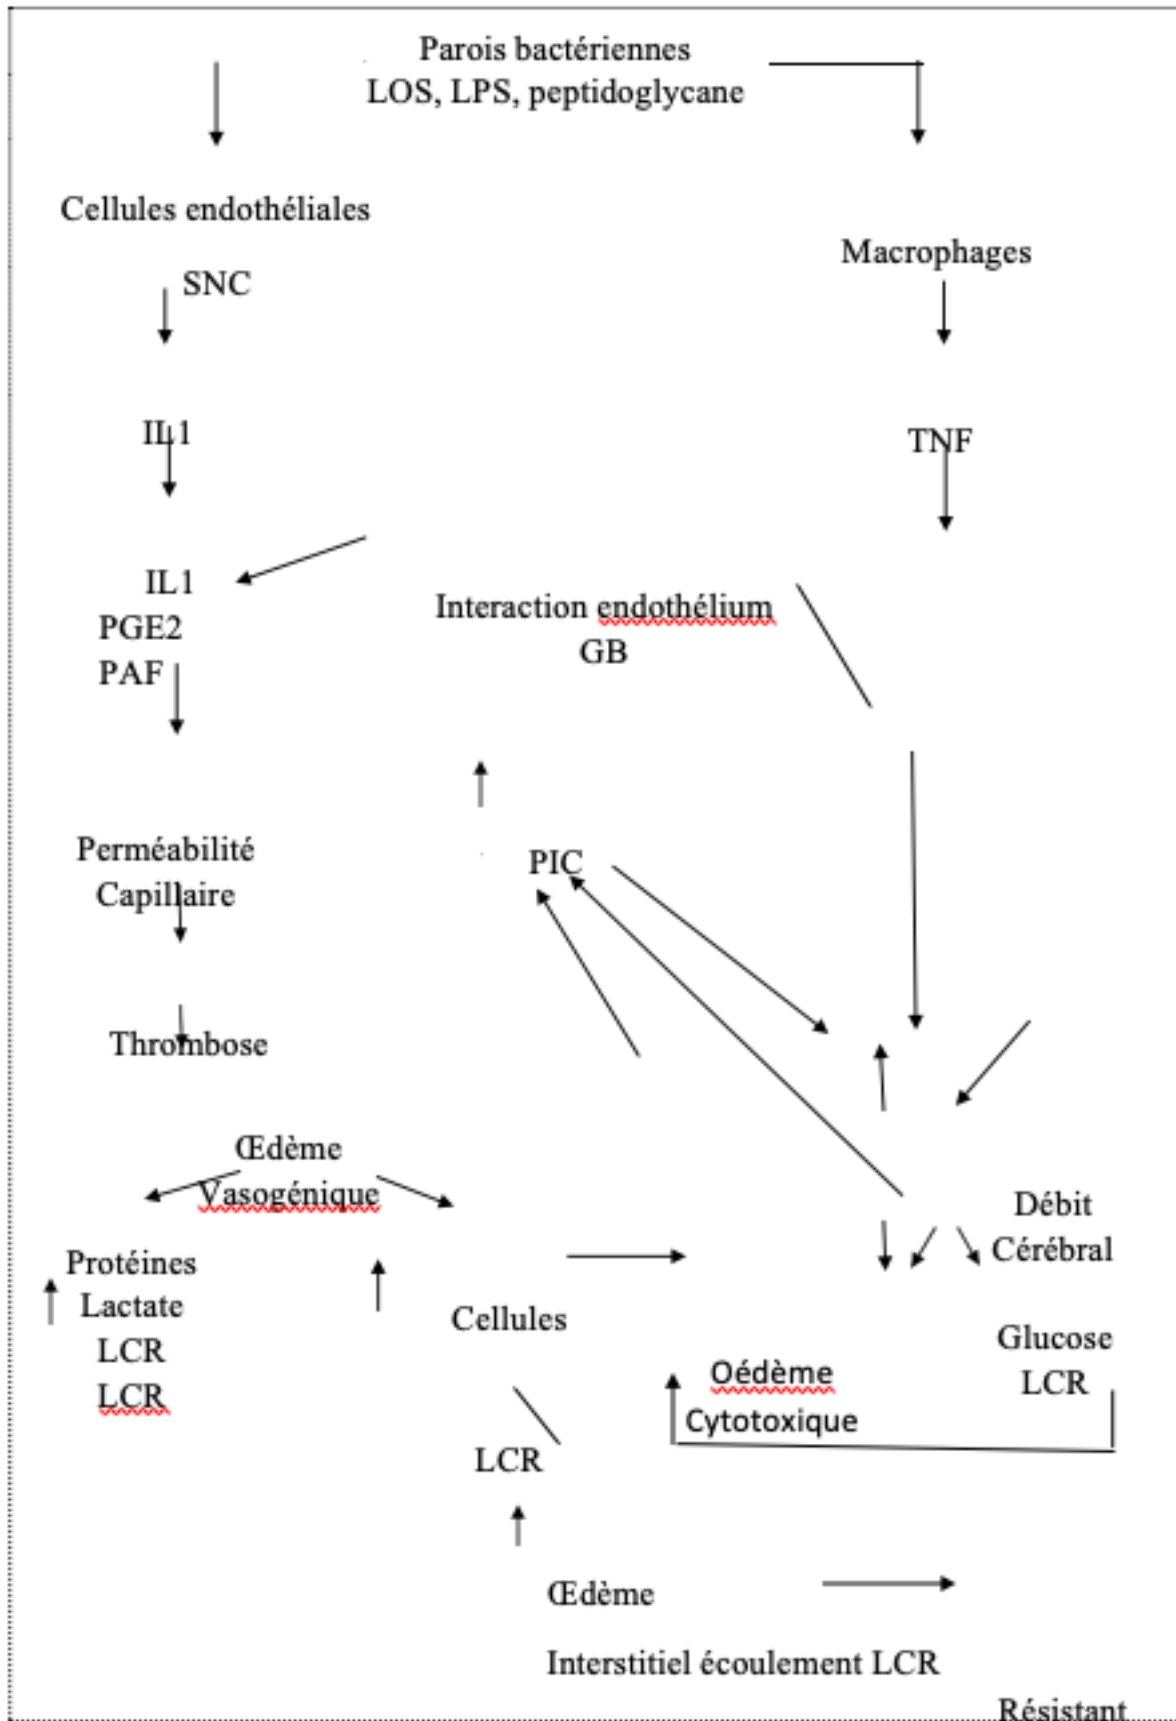 Parois bactériennes
LOS, LPS, peptidoglycane
Cellules endothéliales
SNC
Macrophages
IL1
TNF
IL1
PGE2
PAF
Interaction endothélium
GB
Perméabilité
Capillaire
PIC
Thrombose
Œdème
Vasogénique
Débit
Cérébral
Protéines
Lactate
LCR
LCR
Cellules
LCR
Glucose
LCR
Oédème
Cytotoxique
Œdème
Interstitiel écoulement LCR
Résistant